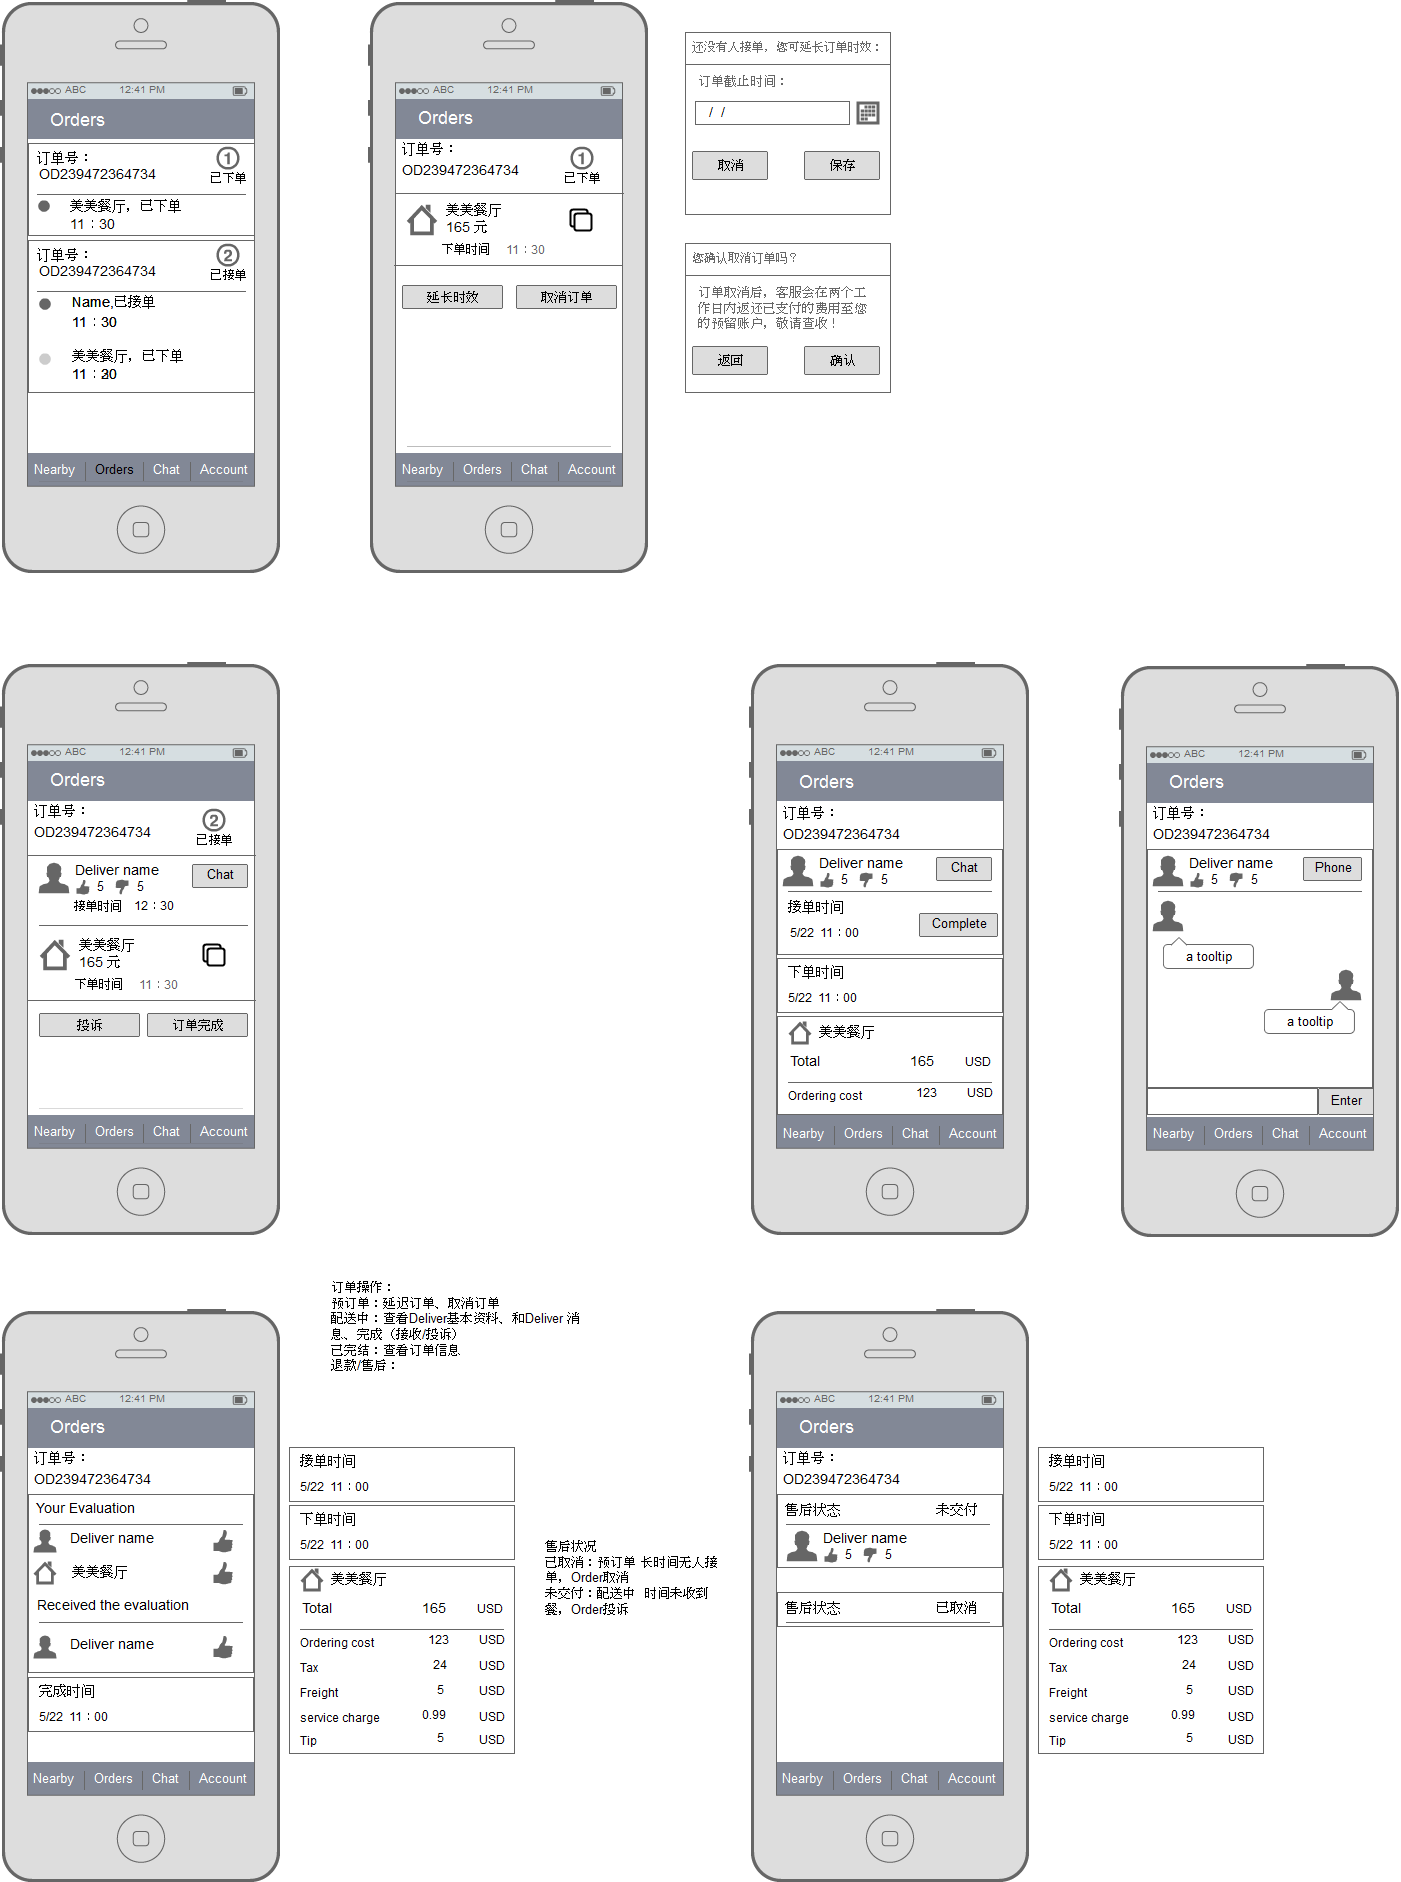 ABC 12:41 PM
Orders
订单号：
OD239472364734
1
已下单
美美餐厅，已下单
11：30
订单号：
OD239472364734
2
已接单
Name,已接单
11：30
美美餐厅，已下单
Nearby Orders Chat Account
ABC 12:41 PM
Orders
订单号：
OD239472364734
1
已下单
美美餐厅
165 元
下单时间 11：30
延长时效 取消订单
Nearby Orders Chat Account
还没有人接单，您可延长订单时效：
订单截止时间：
/ /
取消 保存
您确认取消订单吗？
订单取消后，客服会在两个工
作日内返还已支付的费用至您
的预留账户，敬请查收！
返回 确认
ABC 12:41 PM
Orders
订单号：
OD239472364734
2
已接单
Deliver name
5 5
Chat
接单时间 12：30
美美餐厅
165 元
下单时间 11：30
投诉 订单完成
Nearby Orders Chat Account
ABC 12:41 PM
Orders
订单号：
OD239472364734
Deliver name
5 5
Chat
接单时间
5/22 11：00
Complete
下单时间
5/22 11：00
美美餐厅
Total 165 USD
Ordering cost 123 USD
Nearby Orders Chat Account
ABC 12:41 PM
Orders
订单号：
OD239472364734
Deliver name
5 5
Phone
a tooltip
a tooltip
Enter
Nearby Orders Chat Account
订单操作：
预订单：延迟订单、取消订单
配送中：查看Deliver基本资料、和Deliver 消
息、完成（接收/投诉）
已完结：查看订单信息
退款/售后：
ABC 12:41 PM
Orders
订单号：
OD239472364734
Your Evaluation
Deliver name
美美餐厅
Received the evaluation
Deliver name
完成时间
5/22 11：00
Nearby Orders Chat Account
接单时间
5/22 11：00
下单时间
5/22 11：00
美美餐厅
Total 165 USD
Ordering cost 123 USD
Tax 24 USD
Freight 5 USD
service charge 0.99 USD
Tip 5 USD
售后状况
已取消：预订单 长时间无人接
单，Order取消
未交付：配送中 时间未收到
餐，Order投诉
ABC 12:41 PM
Orders
订单号：
OD239472364734
售后状态 未交付
Deliver name
5 5
售后状态 已取消
Nearby Orders Chat Account
接单时间
5/22 11：00
下单时间
5/22 11：00
美美餐厅
Total 165 USD
Ordering cost 123 USD
Tax 24 USD
Freight 5 USD
service charge 0.99 USD
Tip 5 USD